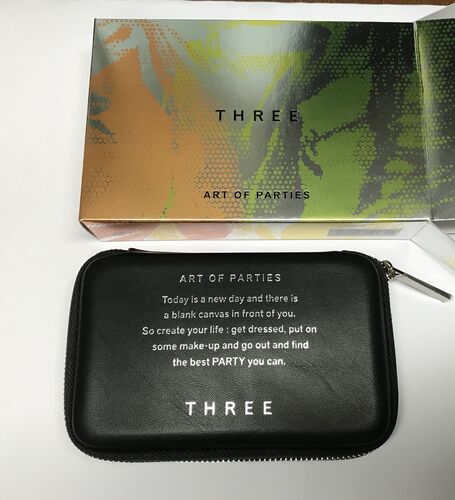 THREE
ART OF PARTIES
ART OF PARTIES
Today is a new day and there is
a blank canvas in front of you.
So create your life : get dressed, put on
some make-up and go out and find
the best PARTY you can.
THREE